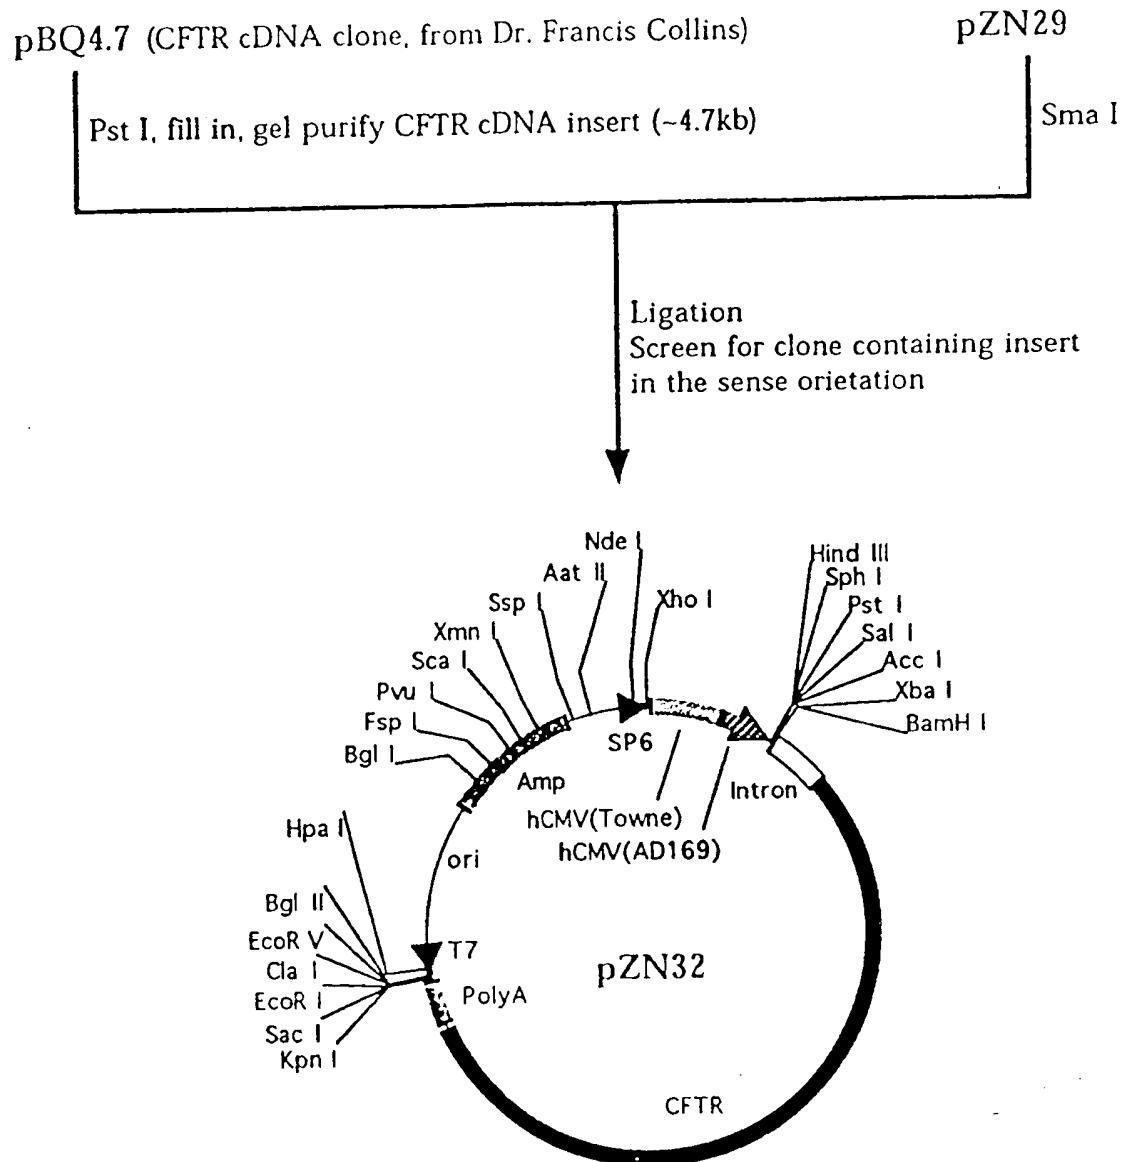 pBQ4.7 (CFTR cDNA clone, from Dr. Francis Collins)
pZN29
Pst I, fill in, gel purify CFTR cDNA insert (~4.7kb)
Sma I
Ligation
Screen for clone containing insert
in the sense orietation
Nde I
Aat II
Ssp I
Xmn I
Sca I
Pvu I
Fsp I
Bgl I
Xho I
Hind III
Sph I
Pst I
Sal I
Acc I
Xba I
BamH I
SP6
Amp
Intron
hCMV(Towne)
hCMV(AD169)
Hpa I
ori
Bgl II
EcoR V
Cla I
EcoR I
Sac I
Kpn I
T7
PolyA
pZN32
CFTR